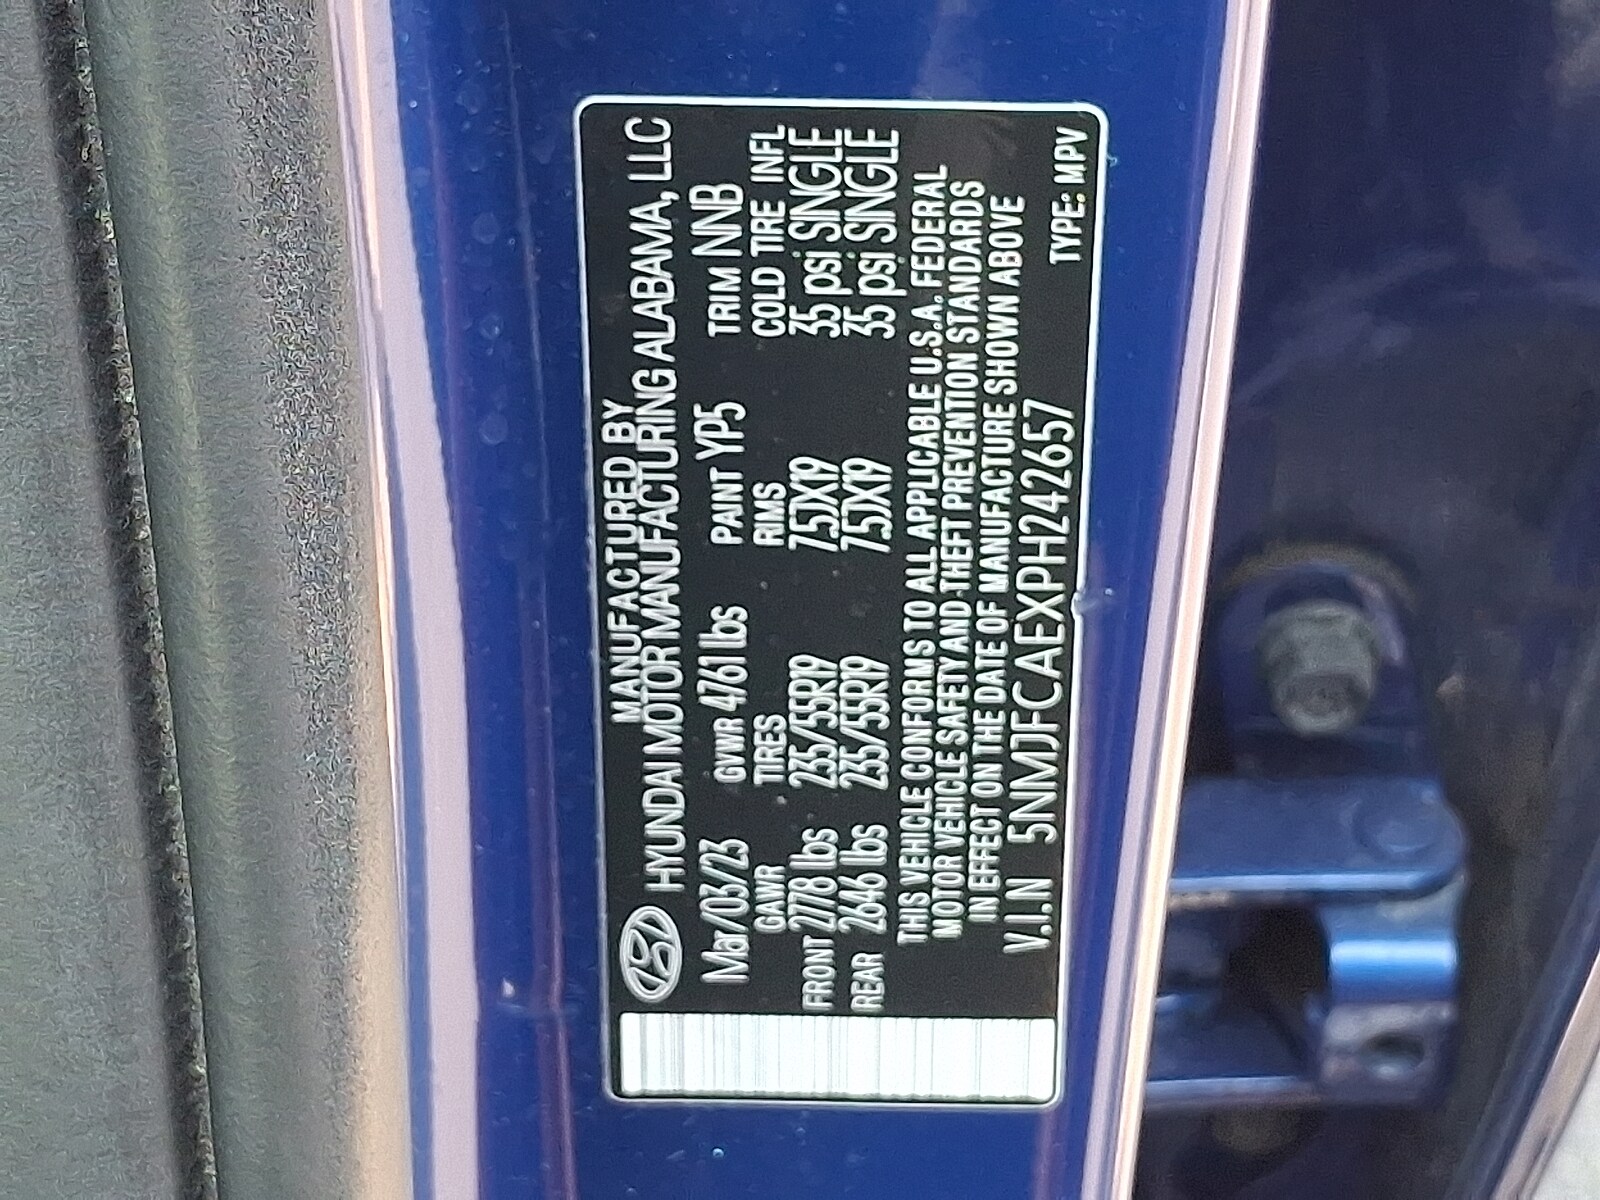 MANUFACTURED BY
HYUNDAI MOTOR MANUFACTURING ALABAMA, LLC
Mar/03/23 GVWR 4761 lbs PAINT YP5 TRIM NNB
GAWR TIRES RIMS COLD TIRE INFL
FRONT 2778 lbs 235/55R19 7.5JX19 35 psi SINGLE
REAR 2646 lbs 235/55R19 7.5JX19 35 psi SINGLE
THIS VEHICLE CONFORMS TO ALL APPLICABLE U.S.A. FEDERAL
MOTOR VEHICLE SAFETY AND THEFT PREVENTION STANDARDS
IN EFFECT ON THE DATE OF MANUFACTURE SHOWN ABOVE
V.I.N 5NMJFCAEXPH242657 TYPE: MPV